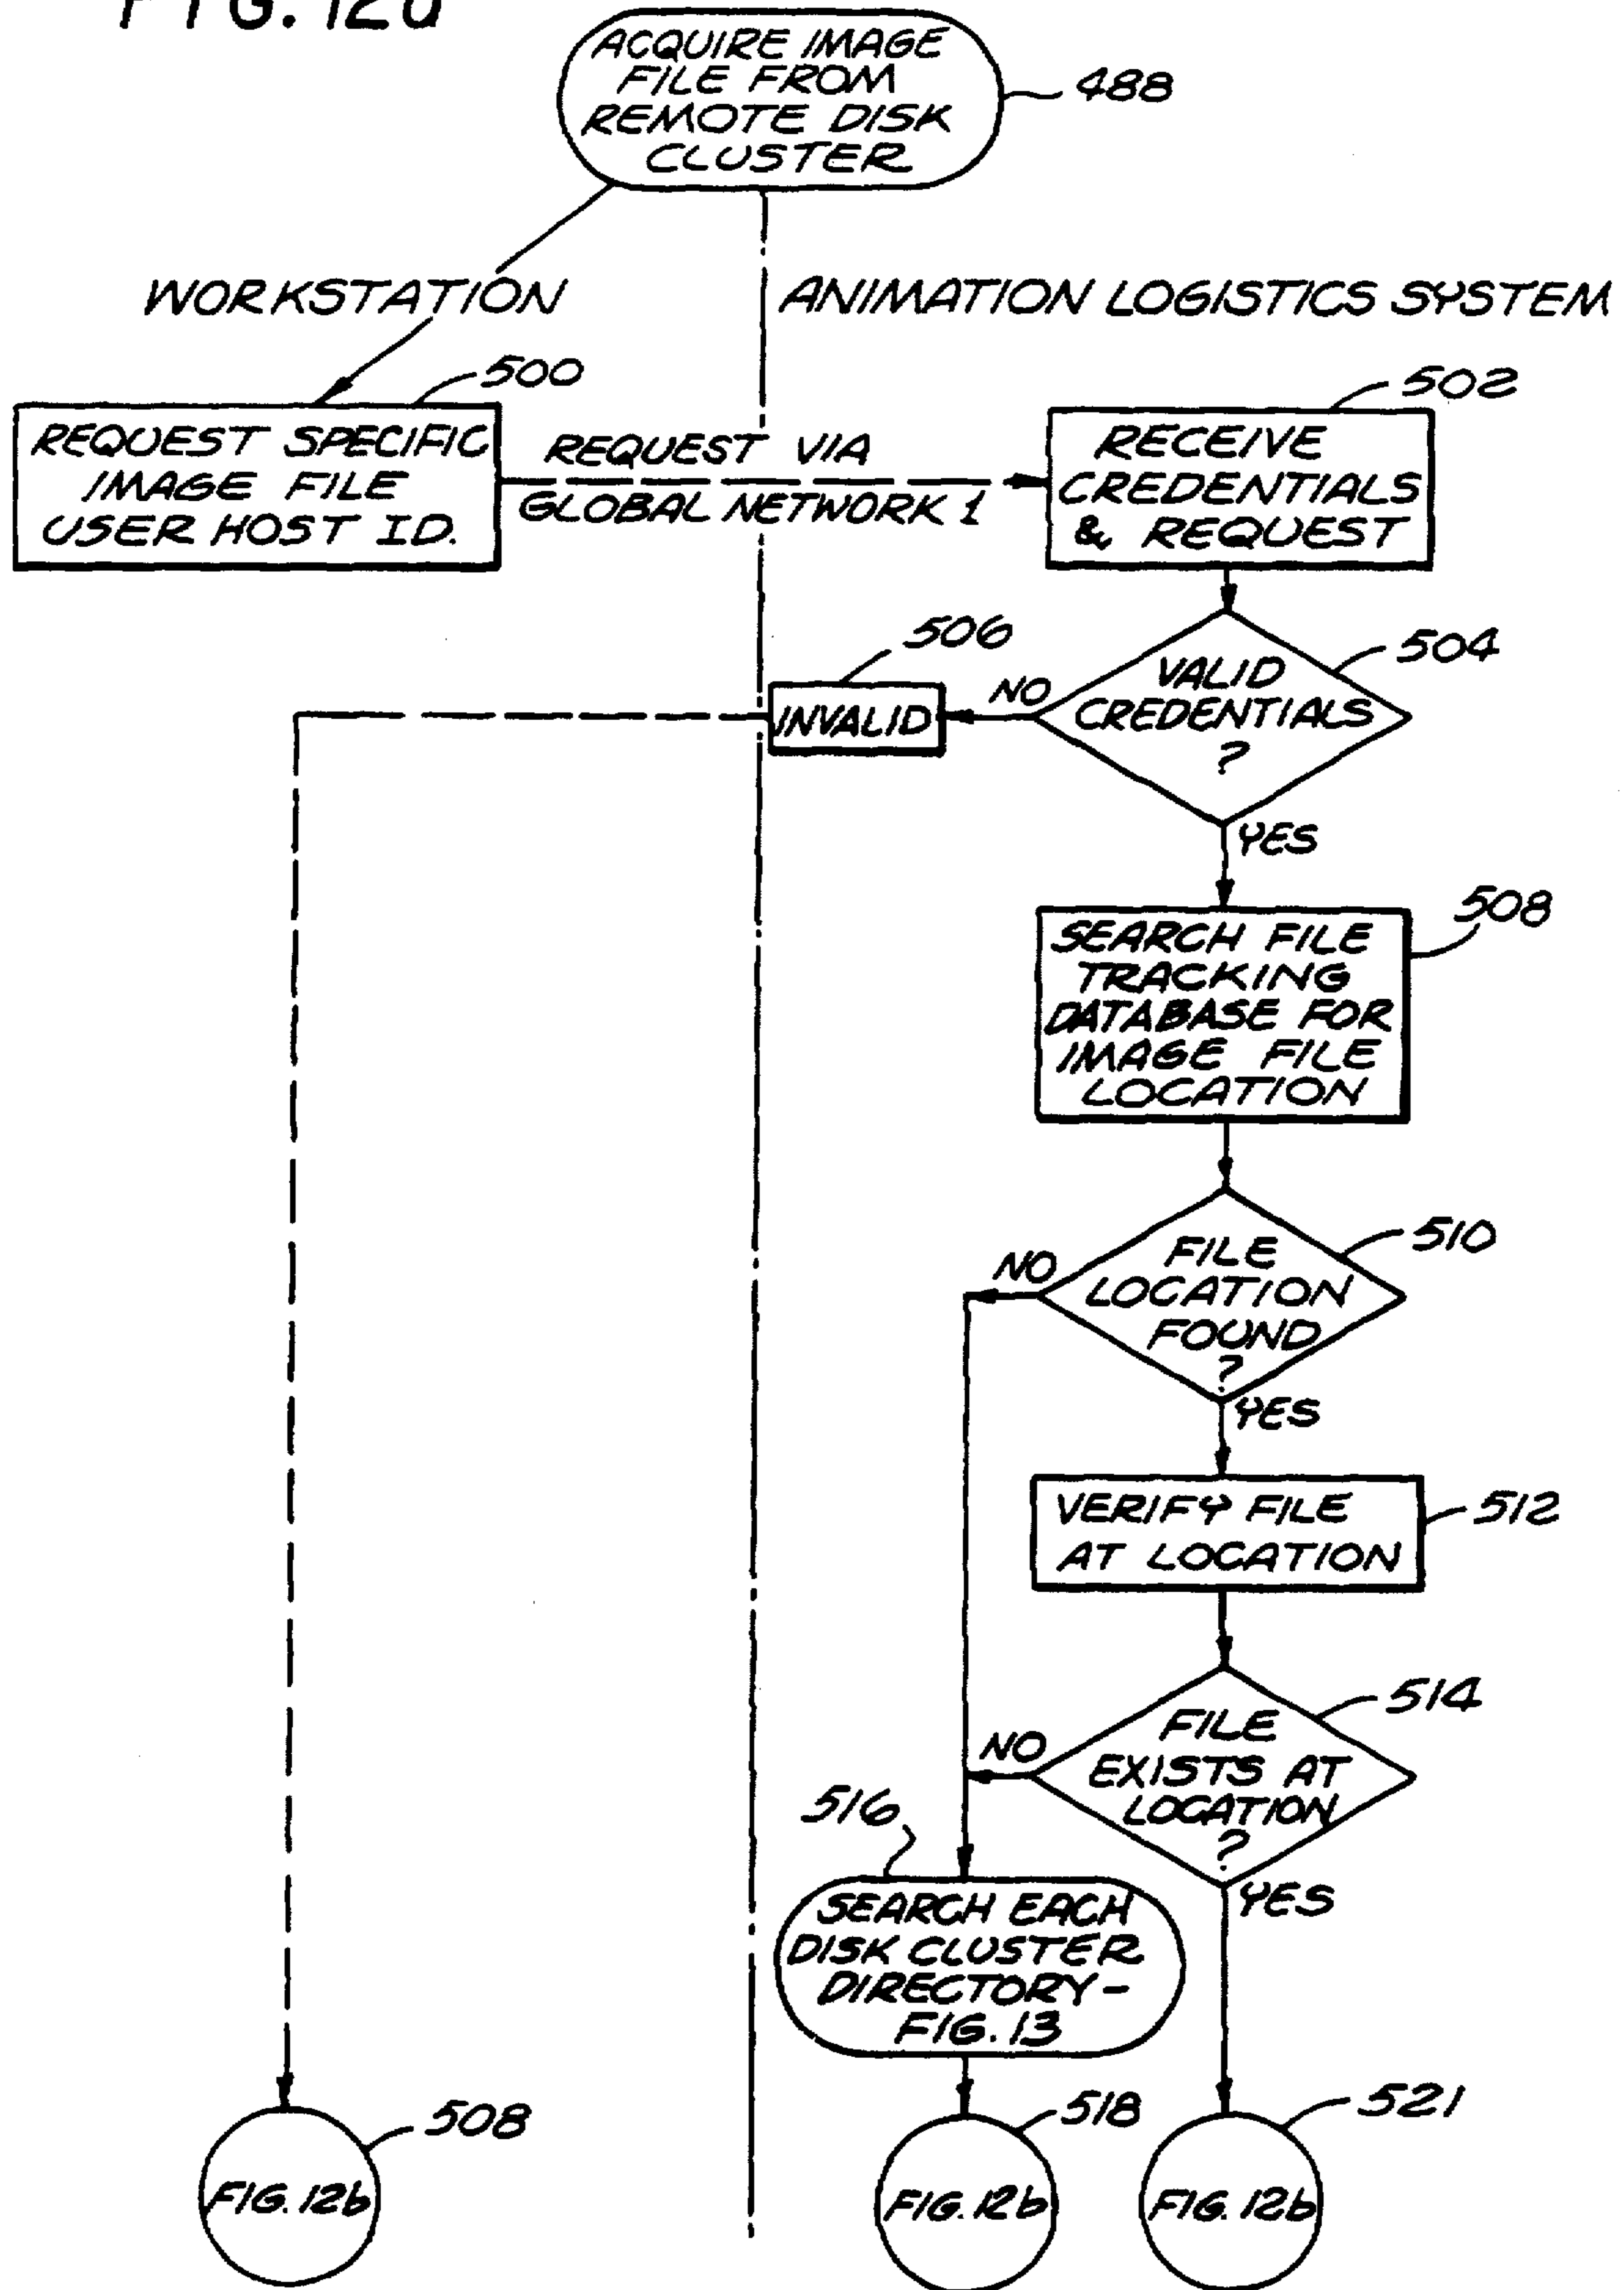 FIG. 12a
ACQUIRE IMAGE
FILE FROM
REMOTE DISK
CLUSTER
488
WORKSTATION
ANIMATION LOGISTICS SYSTEM
500
REQUEST SPECIFIC
IMAGE FILE
USER HOST ID.
REQUEST VIA
GLOBAL NETWORK 1
502
RECEIVE
CREDENTIALS
& REQUEST
504
VALID
CREDENTIALS
?
NO
506
INVALID
YES
508
SEARCH FILE
TRACKING
DATABASE FOR
IMAGE FILE
LOCATION
510
FILE
LOCATION
FOUND
?
NO
YES
512
VERIFY FILE
AT LOCATION
514
FILE
EXISTS AT
LOCATION
?
NO
YES
516
SEARCH EACH
DISK CLUSTER
DIRECTORY-
FIG. 13
508
FIG. 12b
518
FIG. 12b
521
FIG. 12b